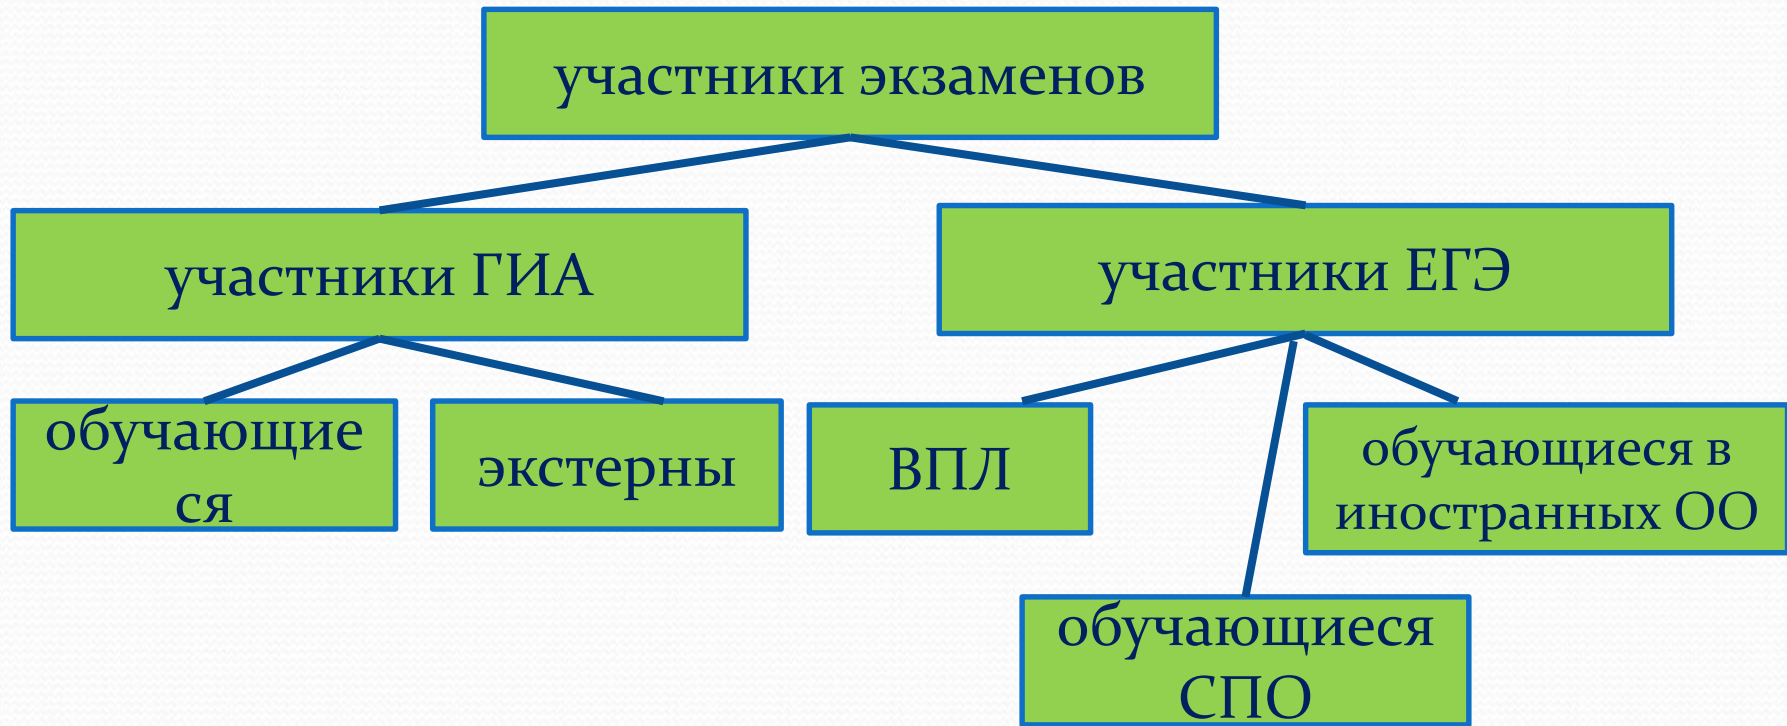 участники экзаменов
участники ГИА
участники ЕГЭ
обучающие
ся
экстерны
ВПЛ
обучающиеся в
иностранных ОО
обучающиеся
СПО